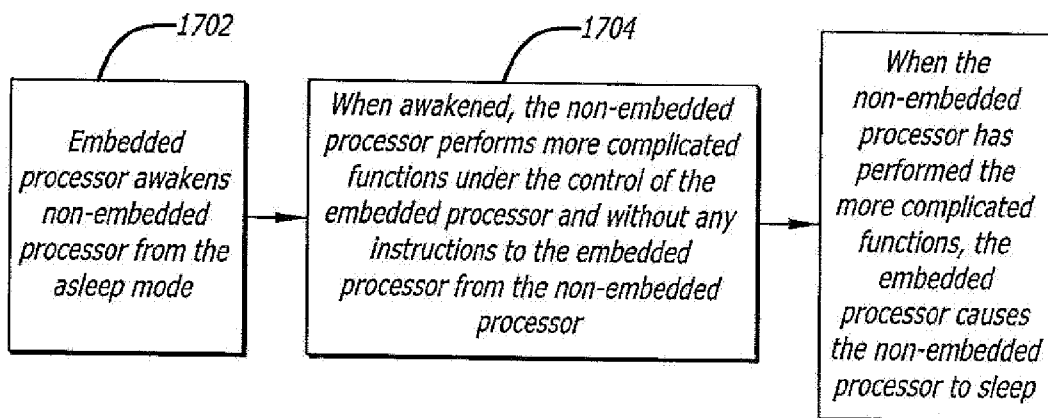 1702
1704
Embedded
processor awakens
non-embedded
processor from the
asleep mode
When awakened, the non-embedded
processor performs more complicated
functions under the control of the
embedded processor and without any
instructions to the embedded
processor from the non-embedded
processor
When the
non-embedded
processor has
performed the
more complicated
functions, the
embedded
processor causes
the non-embedded
processor to sleep